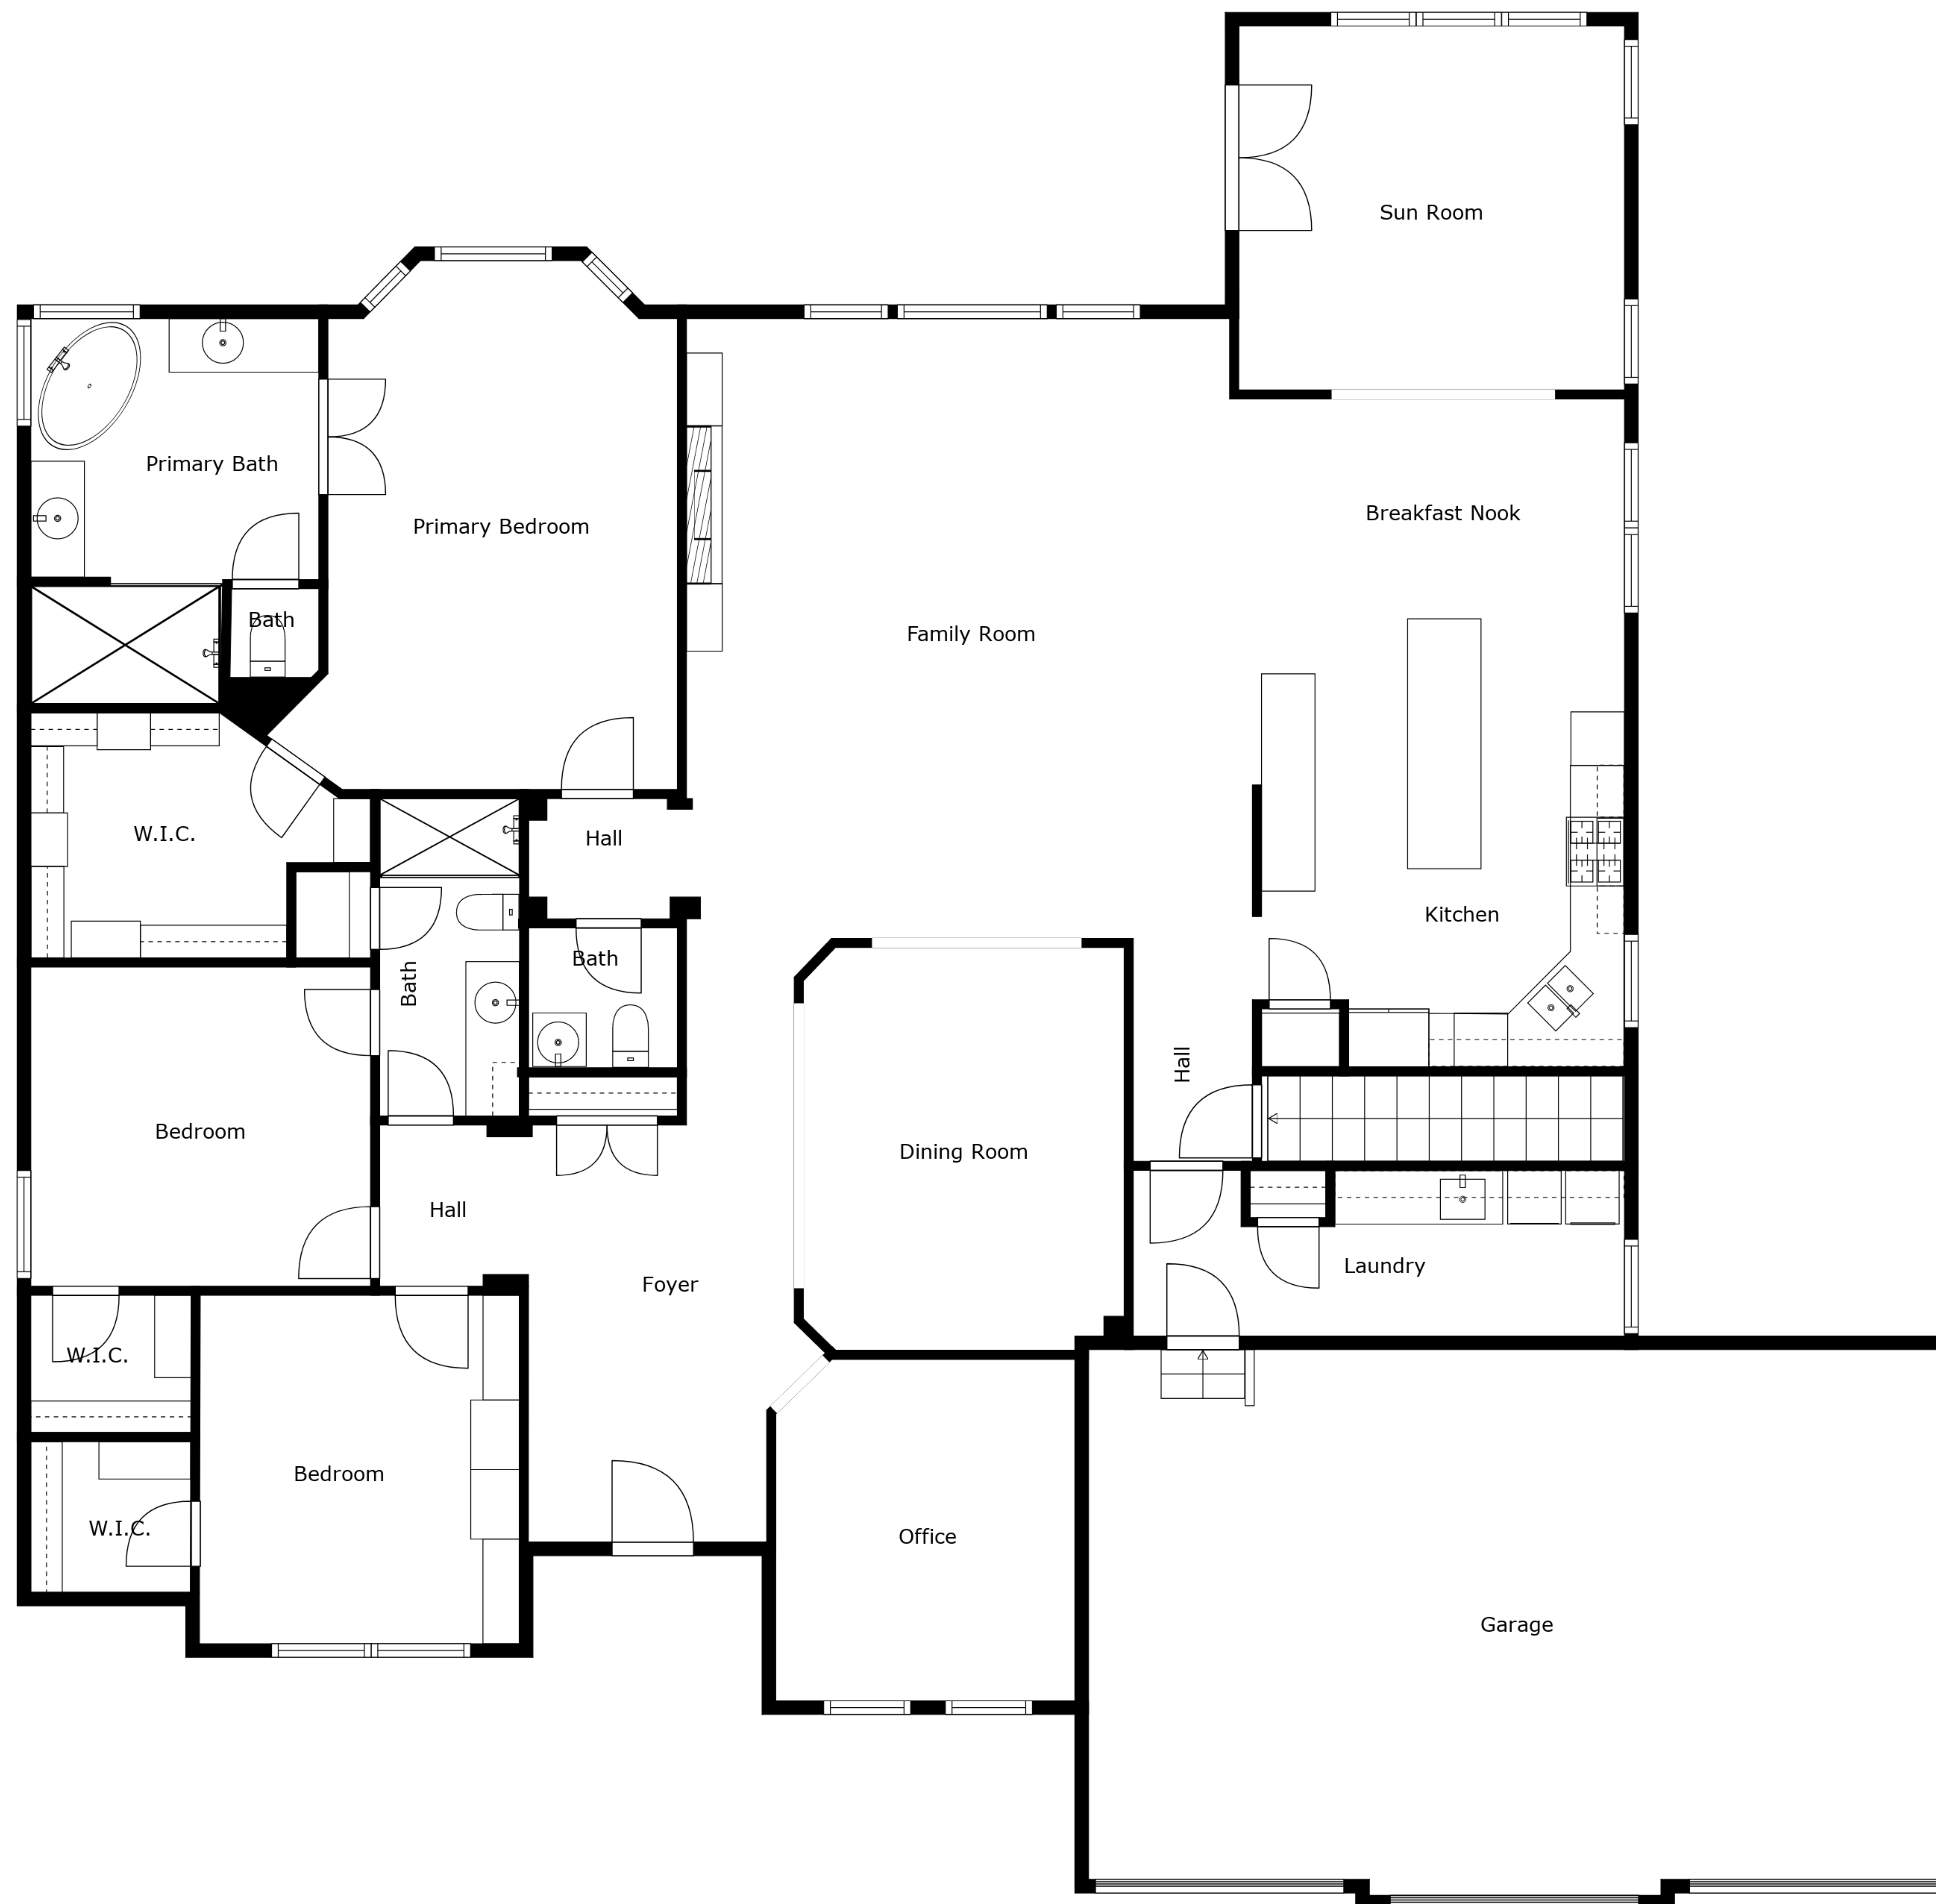 Sun Room
Primary Bath
Breakfast Nook
Primary Bedroom
Bath
Family Room
W.I.C.
Hall
Kitchen
Bath
Bath
Hall
Bedroom
Dining Room
Hall
Laundry
Foyer
W.I.C.
Bedroom
W.I.C.
Office
Garage